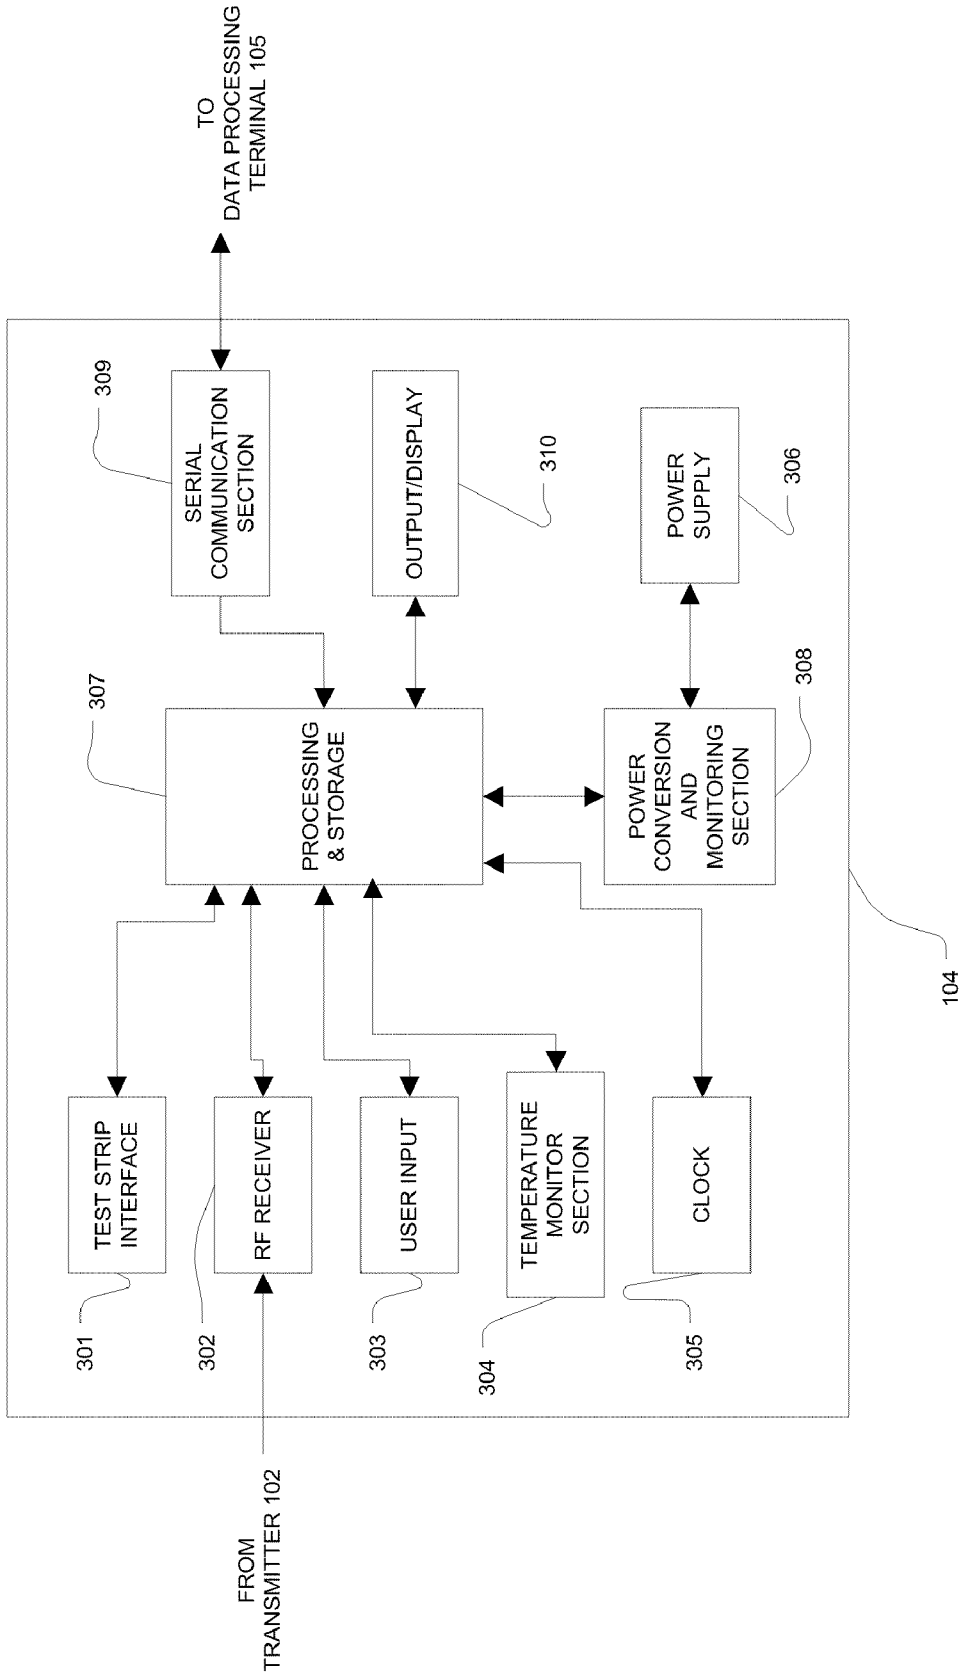 301
TEST STRIP
INTERFACE
302
RF RECEIVER
FROM
TRANSMITTER 102
303
USER INPUT
304
TEMPERATURE
MONITOR
SECTION
305
CLOCK
307
PROCESSING
& STORAGE
POWER
CONVERSION
AND
MONITORING
SECTION
308
309
SERIAL
COMMUNICATION
SECTION
TO
DATA PROCESSING
TERMINAL 105
OUTPUT/DISPLAY
310
POWER
SUPPLY
306
104